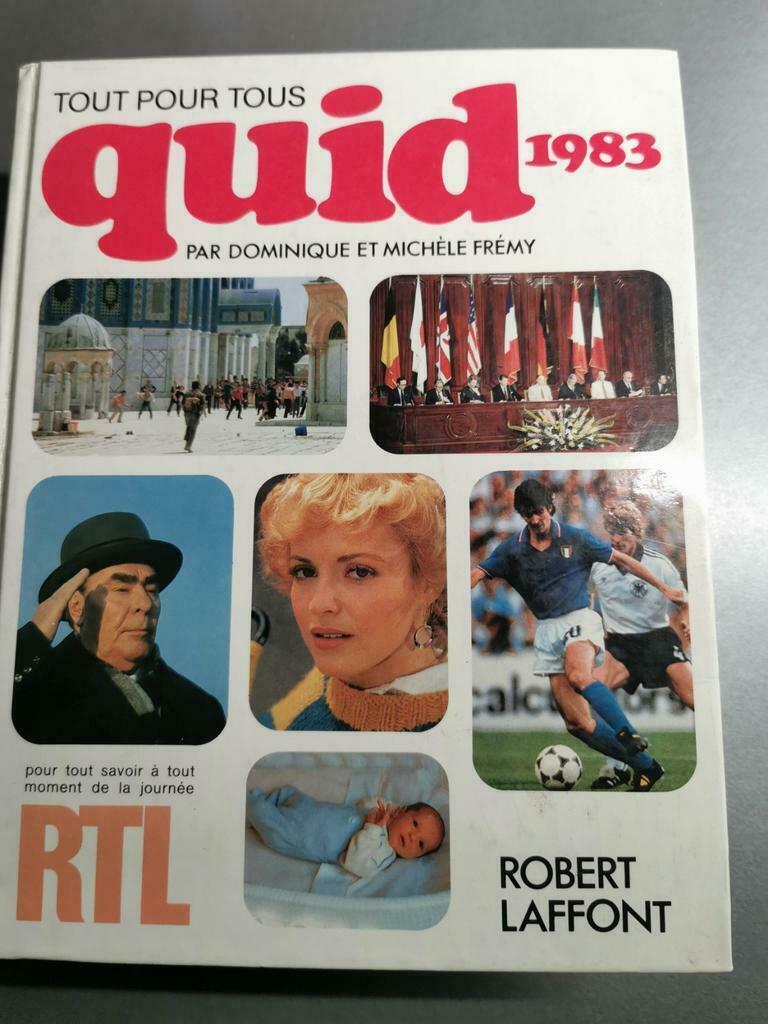 TOUT POUR TOUS
quid 1983
PAR DOMINIQUE ET MICHÈLE FRÉMY
pour tout savoir à tout
moment de la journée
RTL
ROBERT
LAFFONT